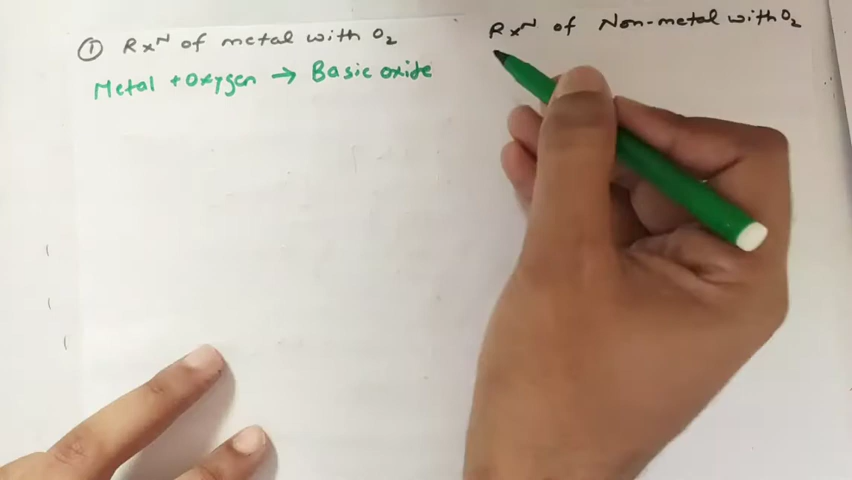 ① Rxᴺ of metal with O₂
Metal + Oxygen → Basic oxide
Rxᴺ of Non-metal with O₂